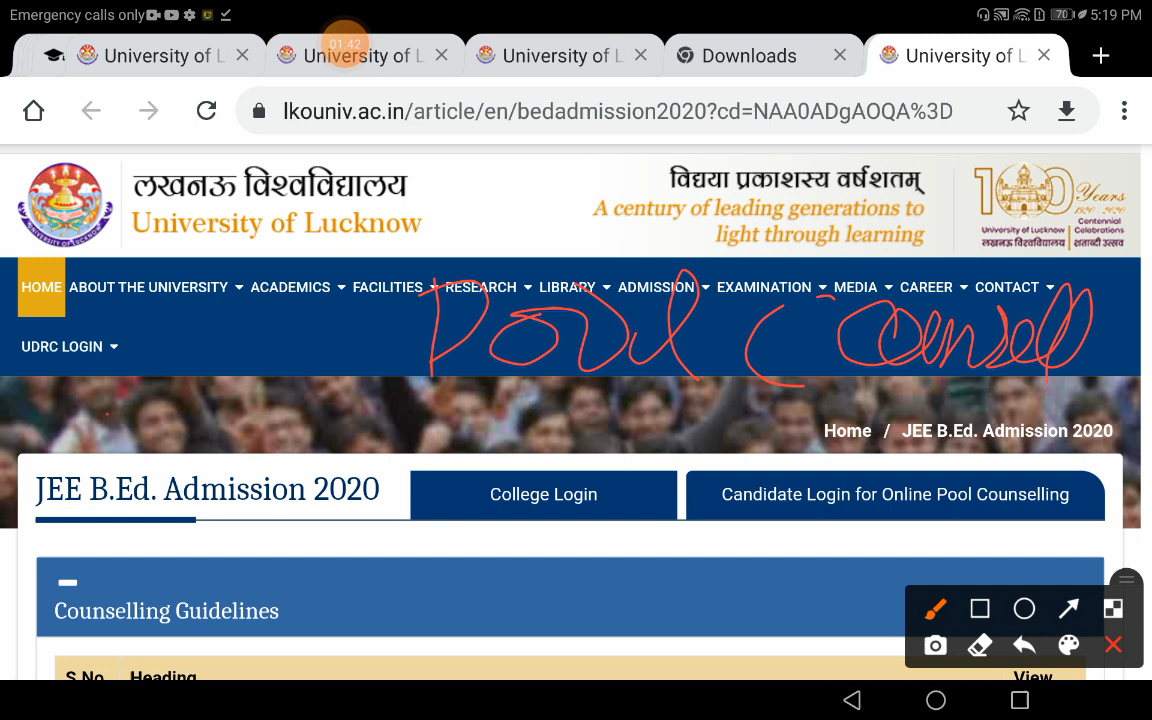 Emergency calls only 70 5:19 PM
University of L University of L University of L Downloads University of L
01:42
lkouniv.ac.in/article/en/bedadmission2020?cd=NAA0ADgAOQA%3D
लखनऊ विश्वविद्यालय
University of Lucknow
विद्यया प्रकाशस्य वर्षशतम्
A century of leading generations to
light through learning
100 Years
1920-2020
University of Lucknow Centennial Celebrations
लखनऊ विश्वविद्यालय शताब्दी उत्सव
HOME ABOUT THE UNIVERSITY ACADEMICS FACILITIES RESEARCH LIBRARY ADMISSION EXAMINATION MEDIA CAREER CONTACT
UDRC LOGIN
Pool Counsell
Home / JEE B.Ed. Admission 2020
JEE B.Ed. Admission 2020 College Login Candidate Login for Online Pool Counselling
Counselling Guidelines
S.No Heading View